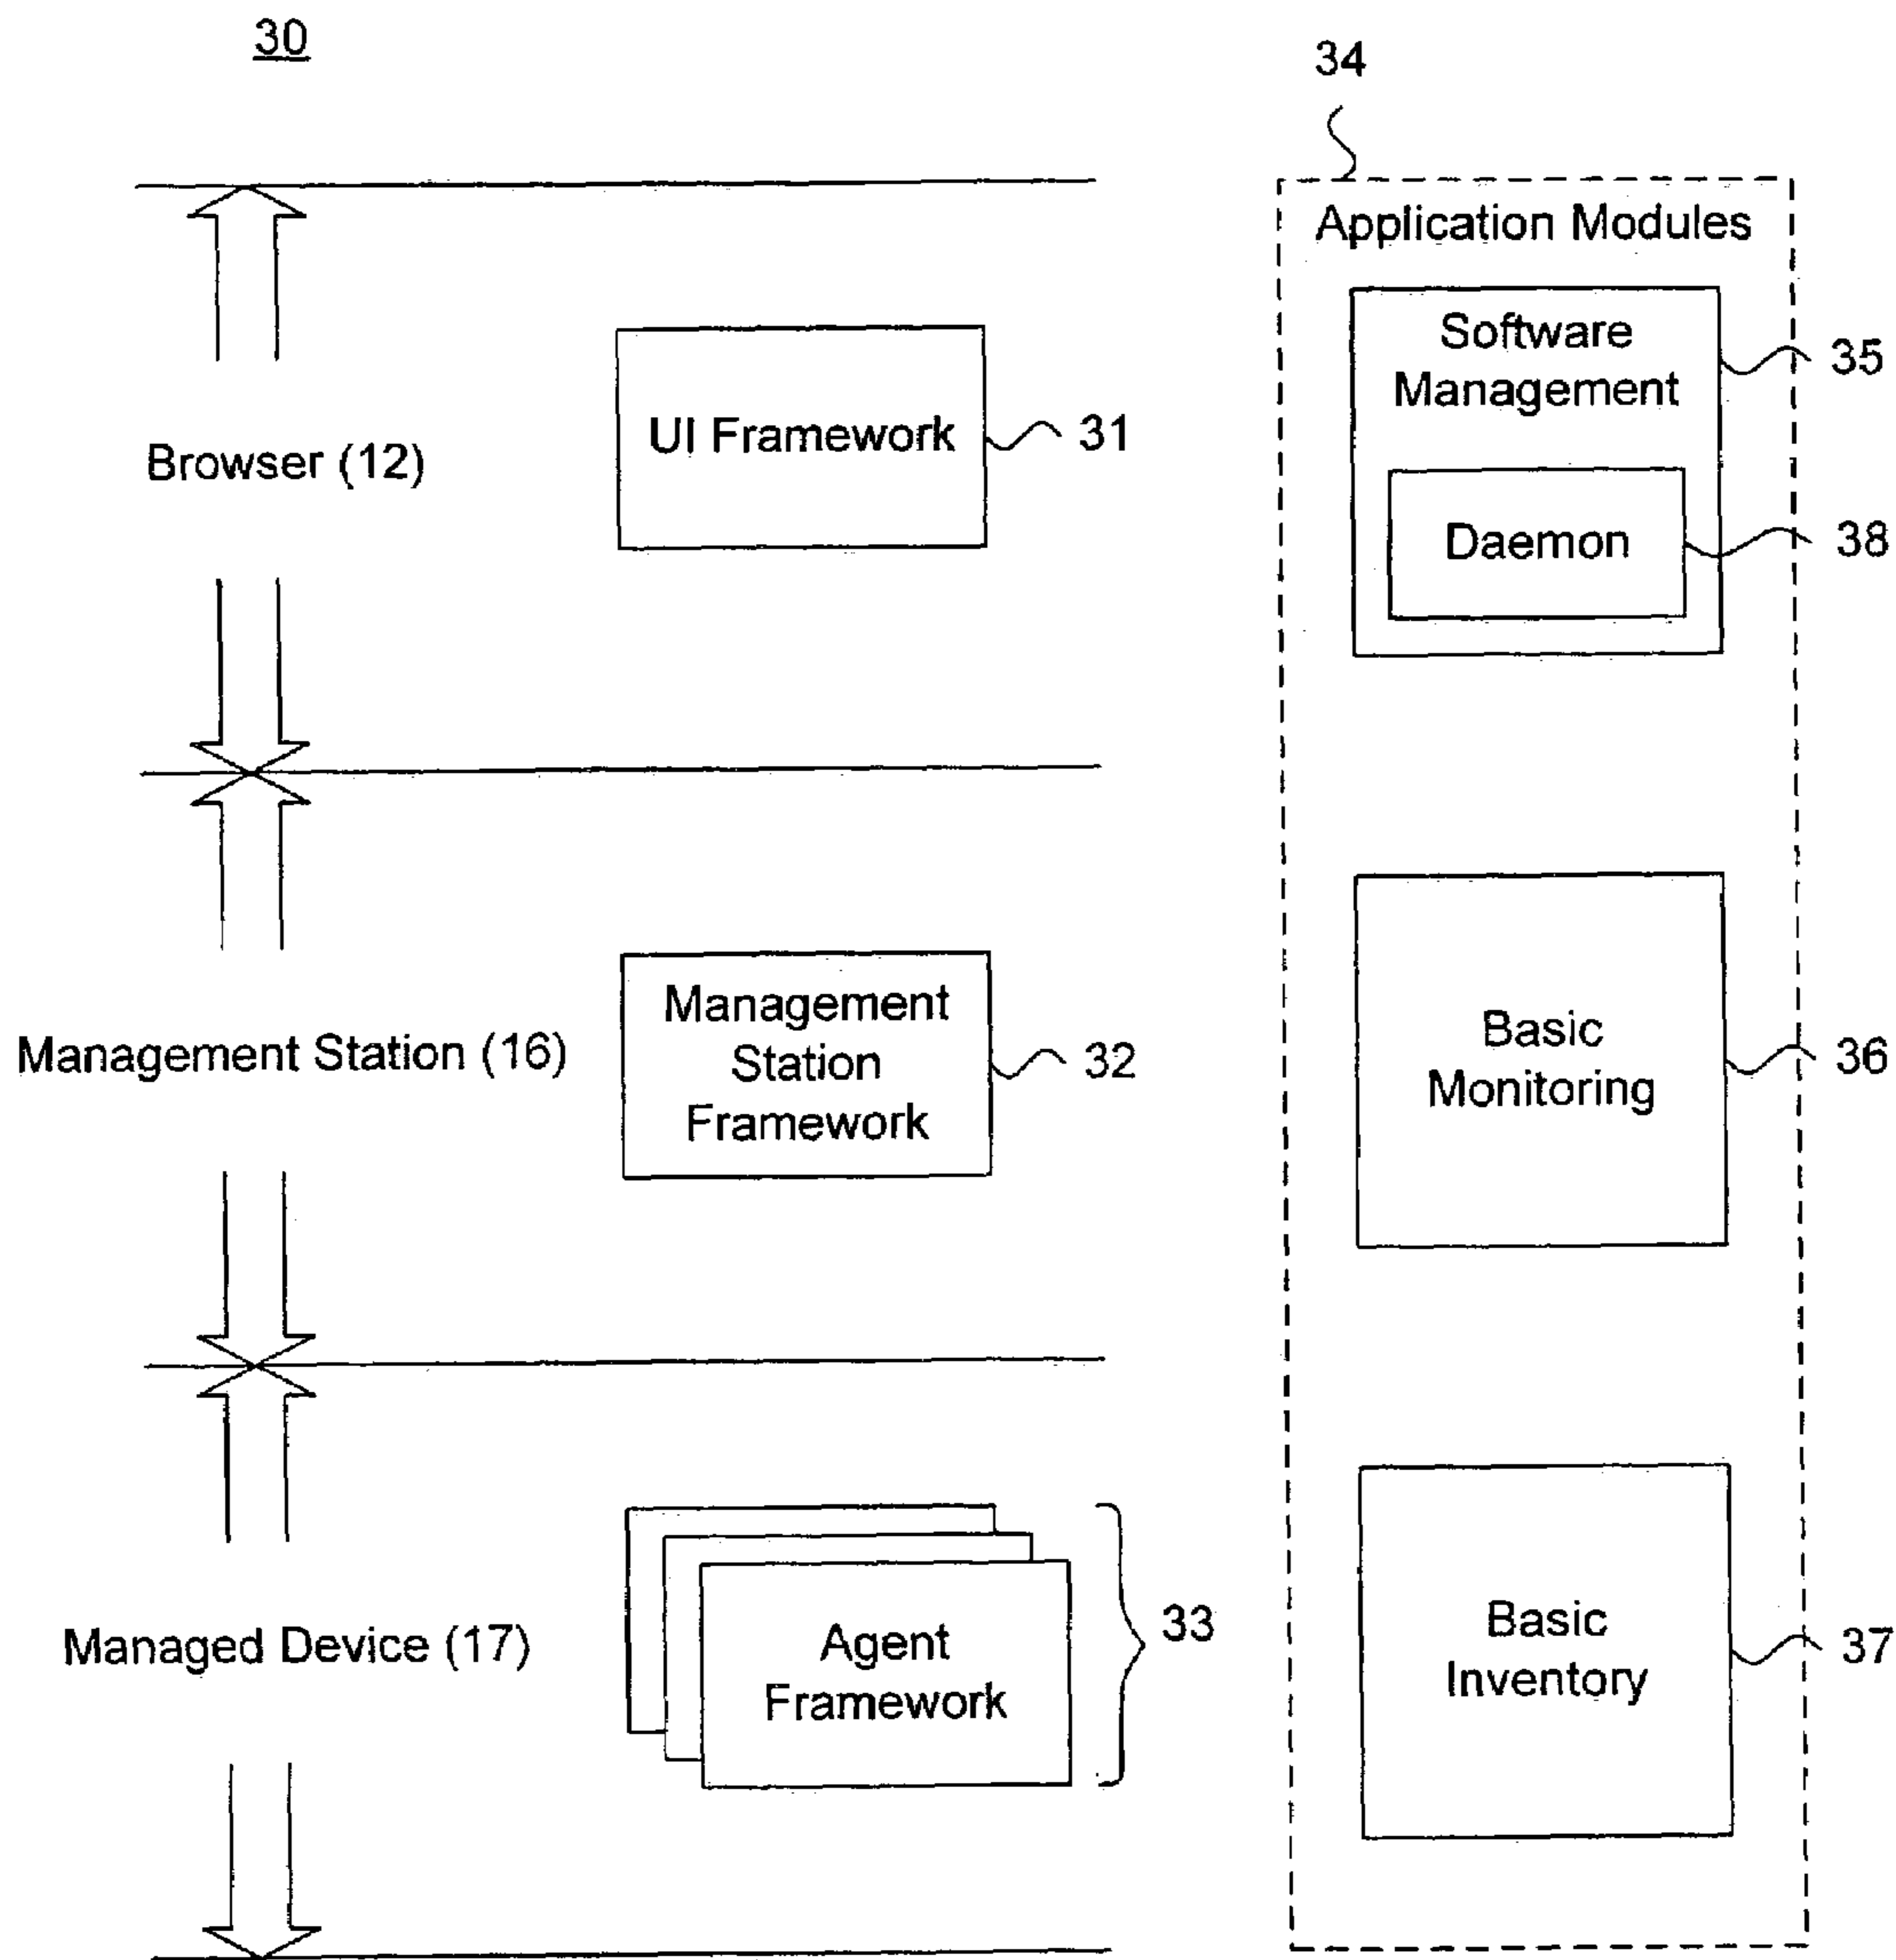 30
34
Application Modules
Software
Management
35
Daemon
38
Browser (12)
UI Framework
31
Management Station (16)
Management
Station
Framework
32
Basic
Monitoring
36
Managed Device (17)
Agent
Framework
33
Basic
Inventory
37